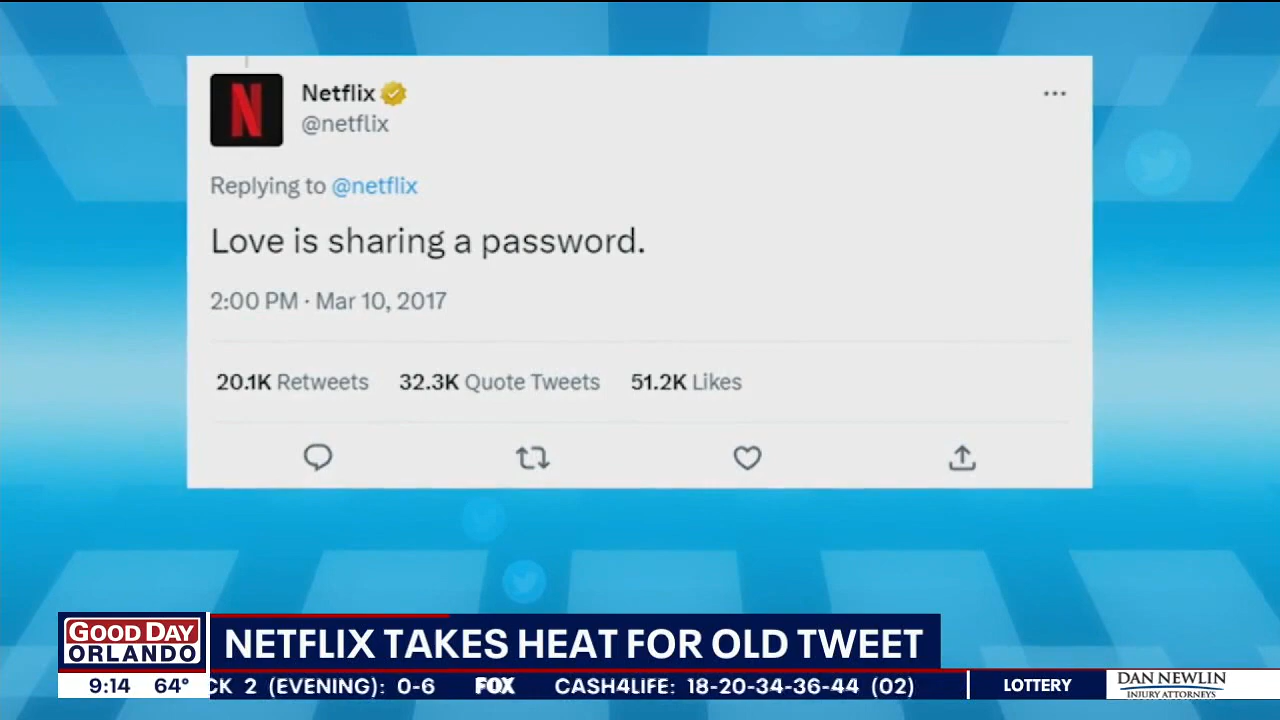 N
Netflix
@netflix
Replying to @netflix
Love is sharing a password.
2:00 PM · Mar 10, 2017
20.1K Retweets 32.3K Quote Tweets 51.2K Likes
GOOD DAY
ORLANDO
NETFLIX TAKES HEAT FOR OLD TWEET
9:14 64° CK 2 (EVENING): 0-6 FOX CASH4LIFE: 18-20-34-36-44 (02) LOTTERY
DAN NEWLIN
INJURY ATTORNEYS